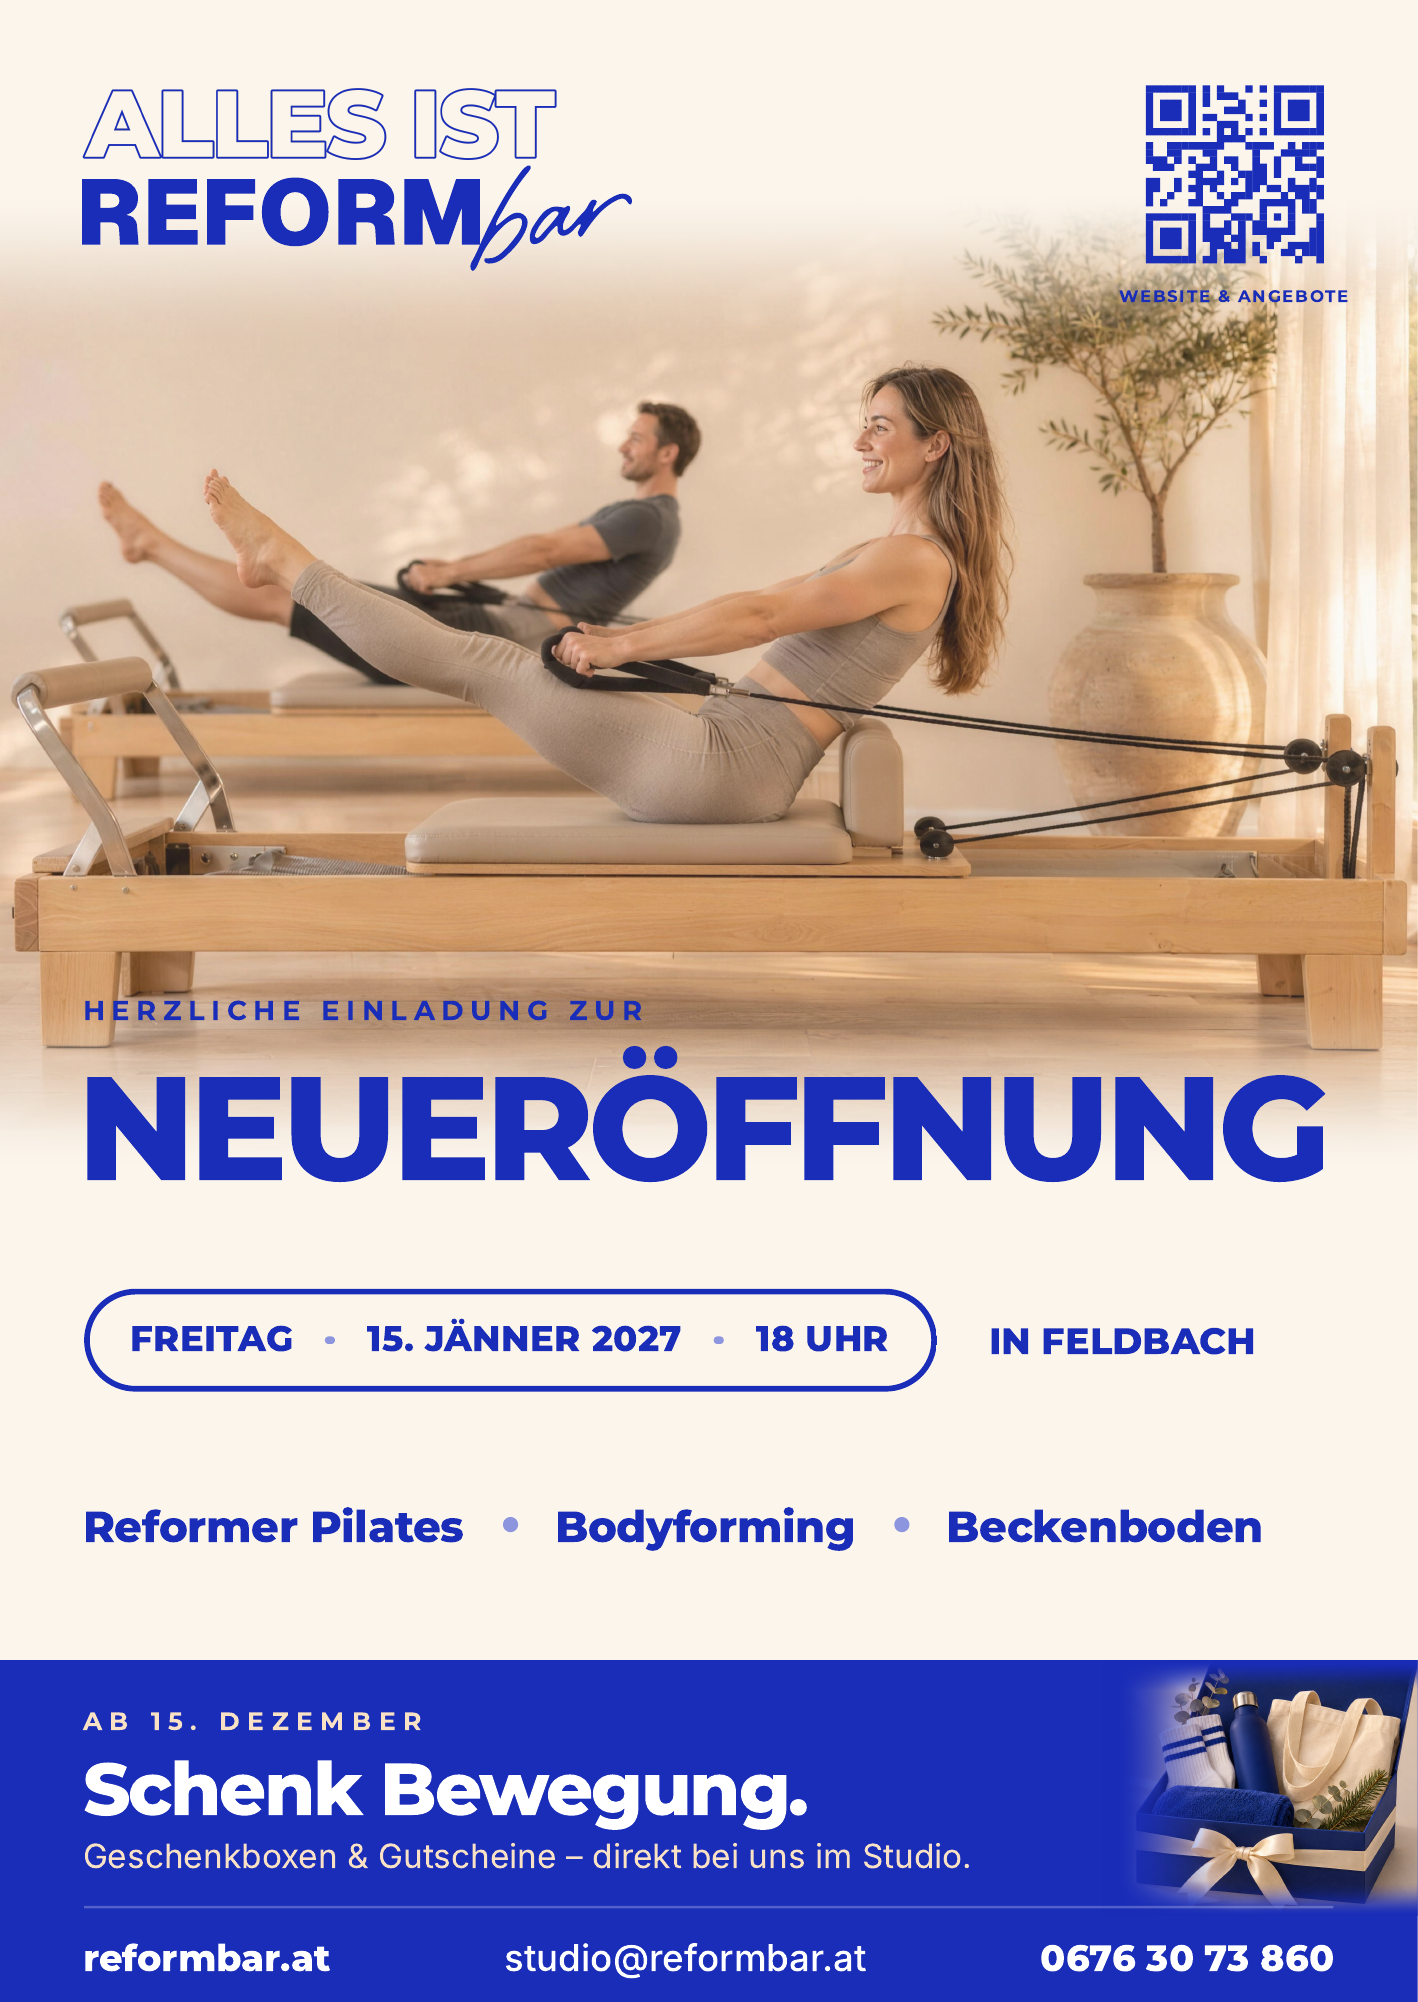 ALLES IST
REFORMbar
WEBSITE & ANGEBOTE
HERZLICHE EINLADUNG ZUR
NEUERÖFFNUNG
FREITAG • 15. JÄNNER 2027 • 18 UHR
IN FELDBACH
Reformer Pilates • Bodyforming • Beckenboden
AB 15. DEZEMBER
Schenk Bewegung.
Geschenkboxen & Gutscheine – direkt bei uns im Studio.
reformbar.at
studio@reformbar.at
0676 30 73 860